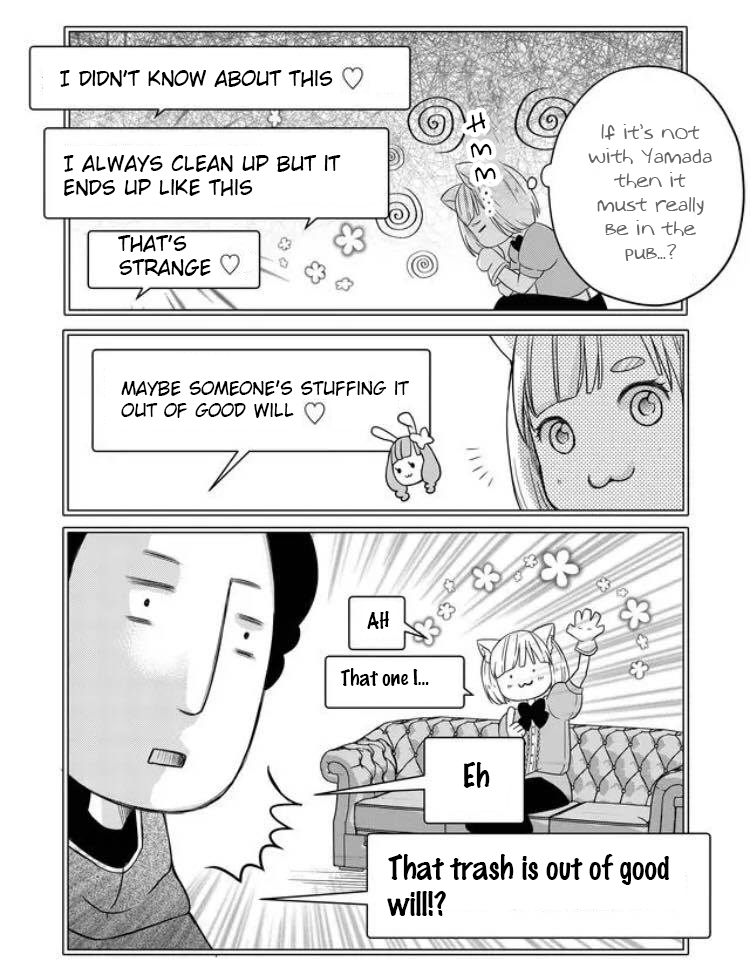 I DIDN'T KNOW ABOUT THIS ♡
I ALWAYS CLEAN UP BUT IT
ENDS UP LIKE THIS
THAT'S
STRANGE ♡
HMM...
If it's not
with Yamada
then it
must really
be in the
pub...?
MAYBE SOMEONE'S STUFFING IT
OUT OF GOOD WILL ♡
AH
That one I...
Eh
That trash is out of good
will!?